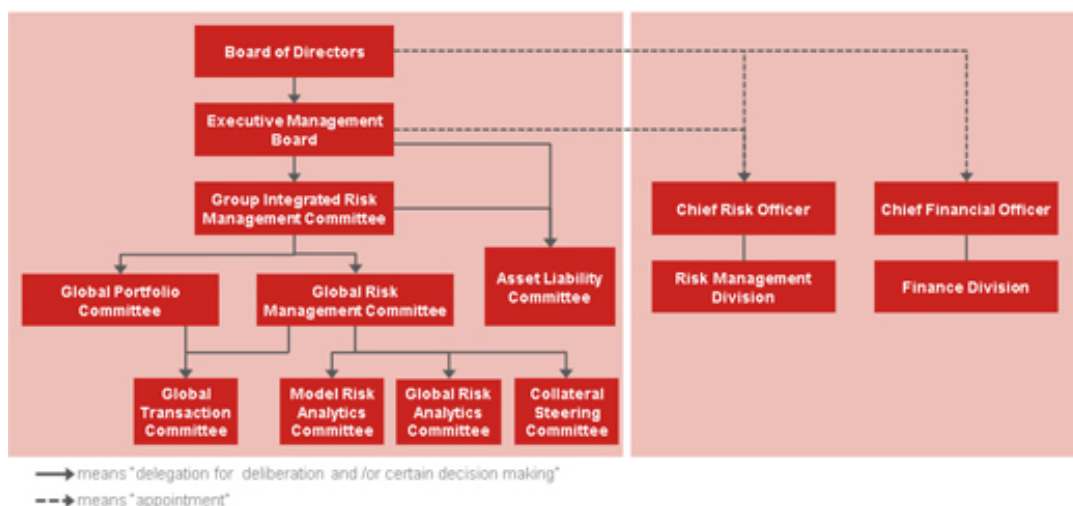 Board of Directors
Executive Management
Board
Group Integrated Risk
Management Committee
Global Portfolio
Committee
Global Risk
Management Committee
Asset Liability
Committee
Global
Transaction
Committee
Model Risk
Analytics
Committee
Global Risk
Analytics
Committee
Collateral
Steering
Committee
Chief Risk Officer
Chief Financial Officer
Risk Management
Division
Finance Division
means "delegation for deliberation and /or certain decision making"
means "appointment"